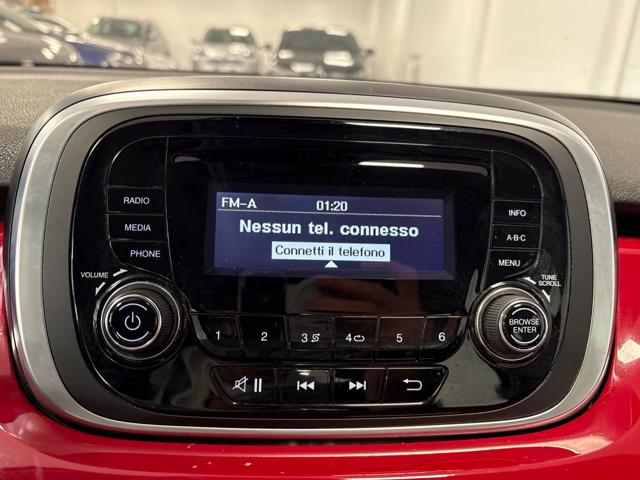 FM-A 01:20
Nessun tel. connesso
Connetti il telefono
RADIO
MEDIA
PHONE
VOLUME
INFO
A-B-C
MENU
TUNE
SCROLL
BROWSE
ENTER
1 2 3 4 5 6